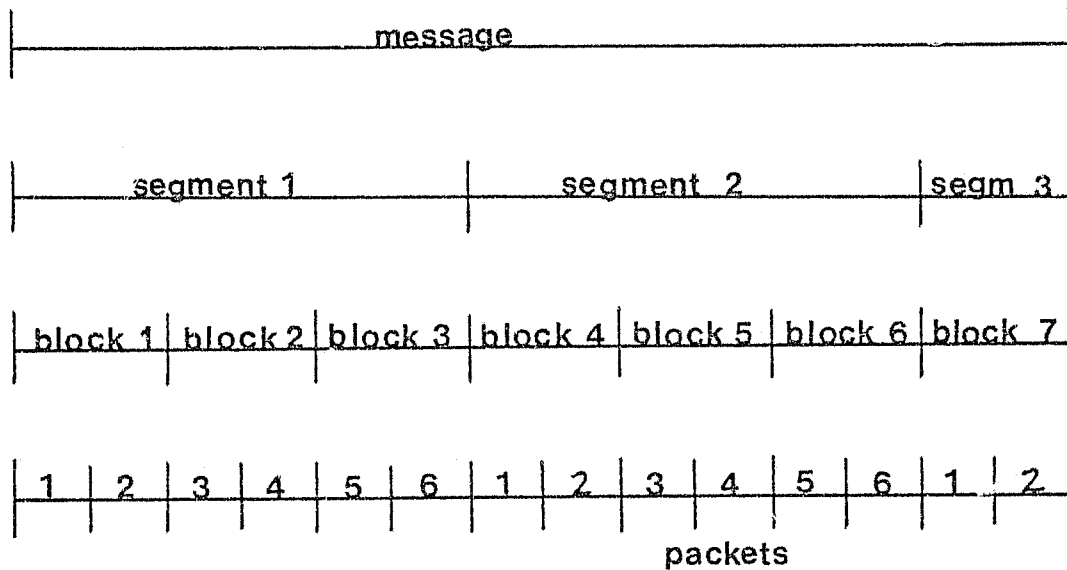 message
segment 1 segment 2 segm 3
block 1 block 2 block 3 block 4 block 5 block 6 block 7
1 2 3 4 5 6 1 2 3 4 5 6 1 2
packets